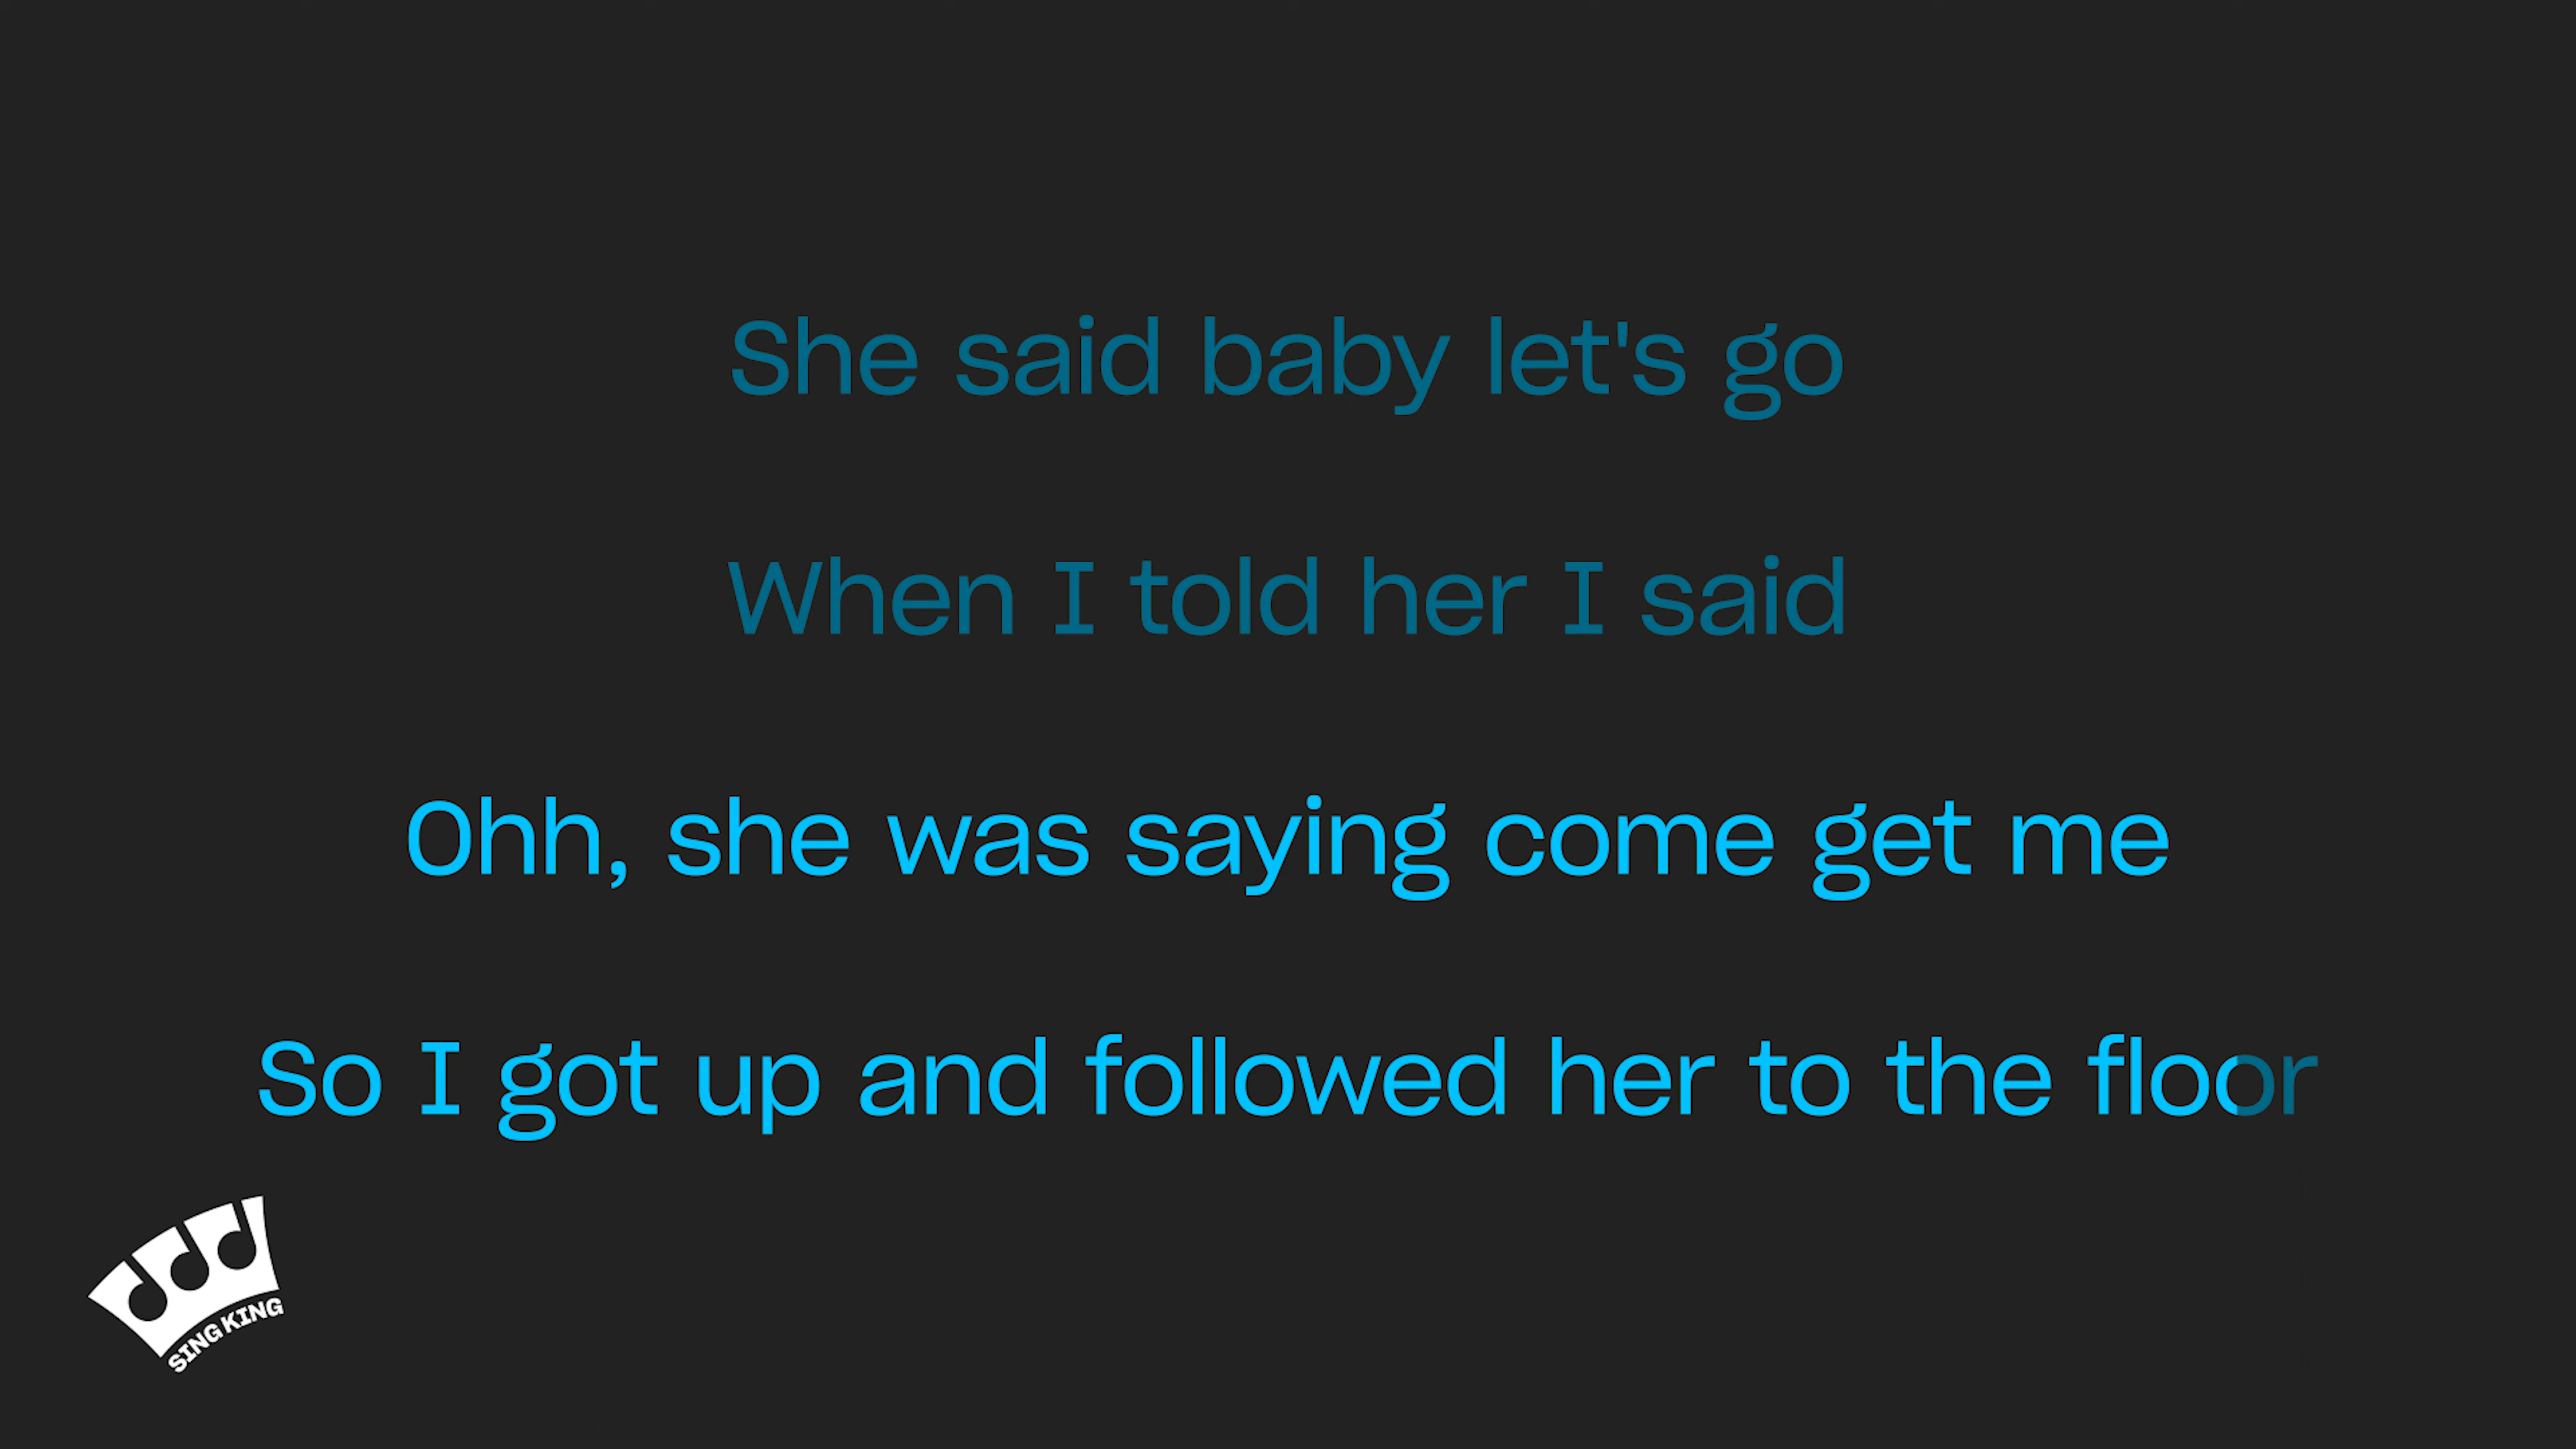 She said baby let's go
When I told her I said
Ohh, she was saying come get me
So I got up and followed her to the floor
SING KING